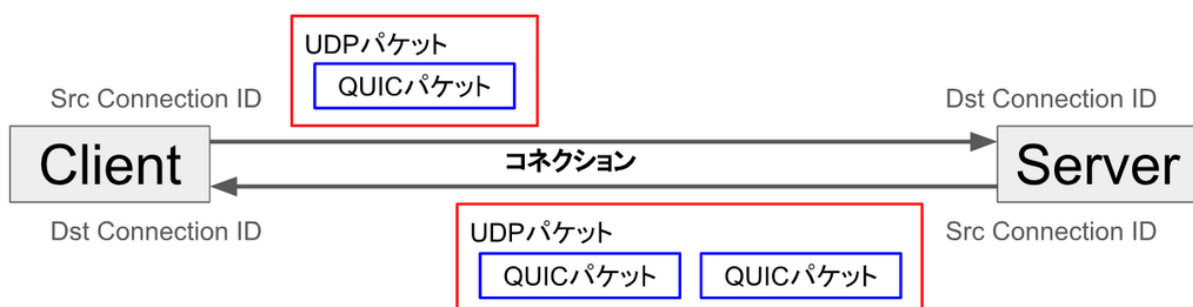 UDPパケット
QUICパケット
Src Connection ID
Dst Connection ID
Client
コネクション
Server
Dst Connection ID
Src Connection ID
UDPパケット
QUICパケット QUICパケット